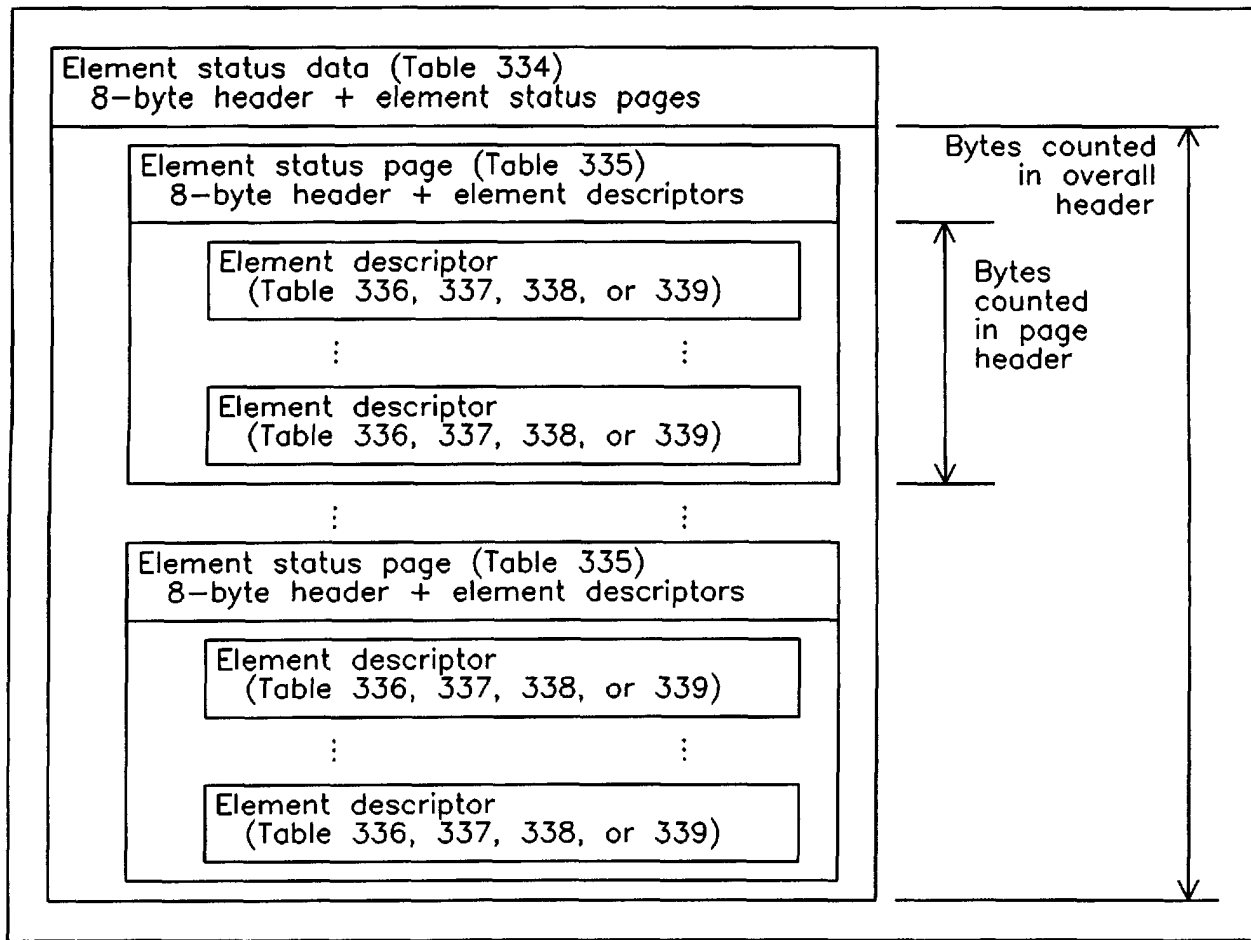 Element status data (Table 334)
8-byte header + element status pages
Bytes counted
in overall
header
Element status page (Table 335)
8-byte header + element descriptors
Element descriptor
(Table 336, 337, 338, or 339)
Bytes
counted
in page
header
Element descriptor
(Table 336, 337, 338, or 339)
Element status page (Table 335)
8-byte header + element descriptors
Element descriptor
(Table 336, 337, 338, or 339)
Element descriptor
(Table 336, 337, 338, or 339)